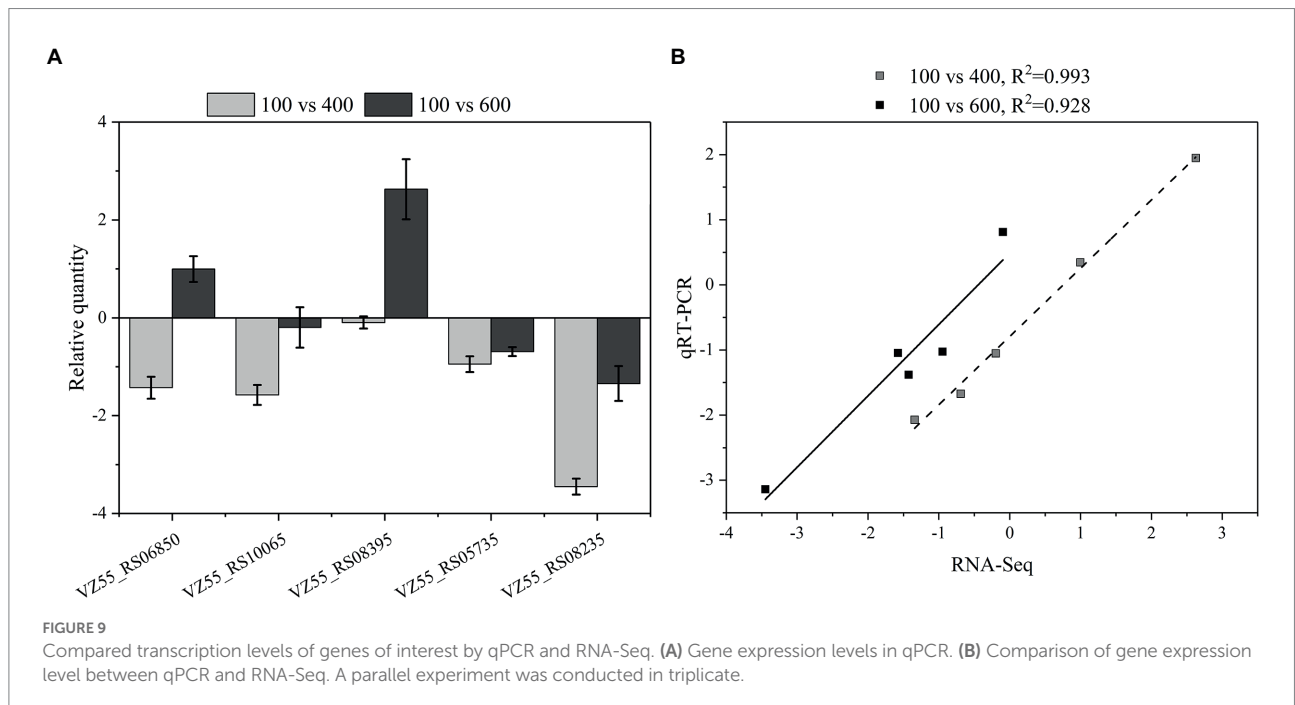 A
100 vs 400 100 vs 600
4
2
0
-2
-4
Relative quantity
VZ55_RS06850
VZ55_RS10065
VZ55_RS08395
VZ55_RS05735
VZ55_RS08235
B
100 vs 400, R²=0.993
100 vs 600, R²=0.928
2
1
0
-1
-2
-3
qRT-PCR
-4 -3 -2 -1 0 1 2 3
RNA-Seq
FIGURE 9
Compared transcription levels of genes of interest by qPCR and RNA-Seq. (A) Gene expression levels in qPCR. (B) Comparison of gene expression
level between qPCR and RNA-Seq. A parallel experiment was conducted in triplicate.